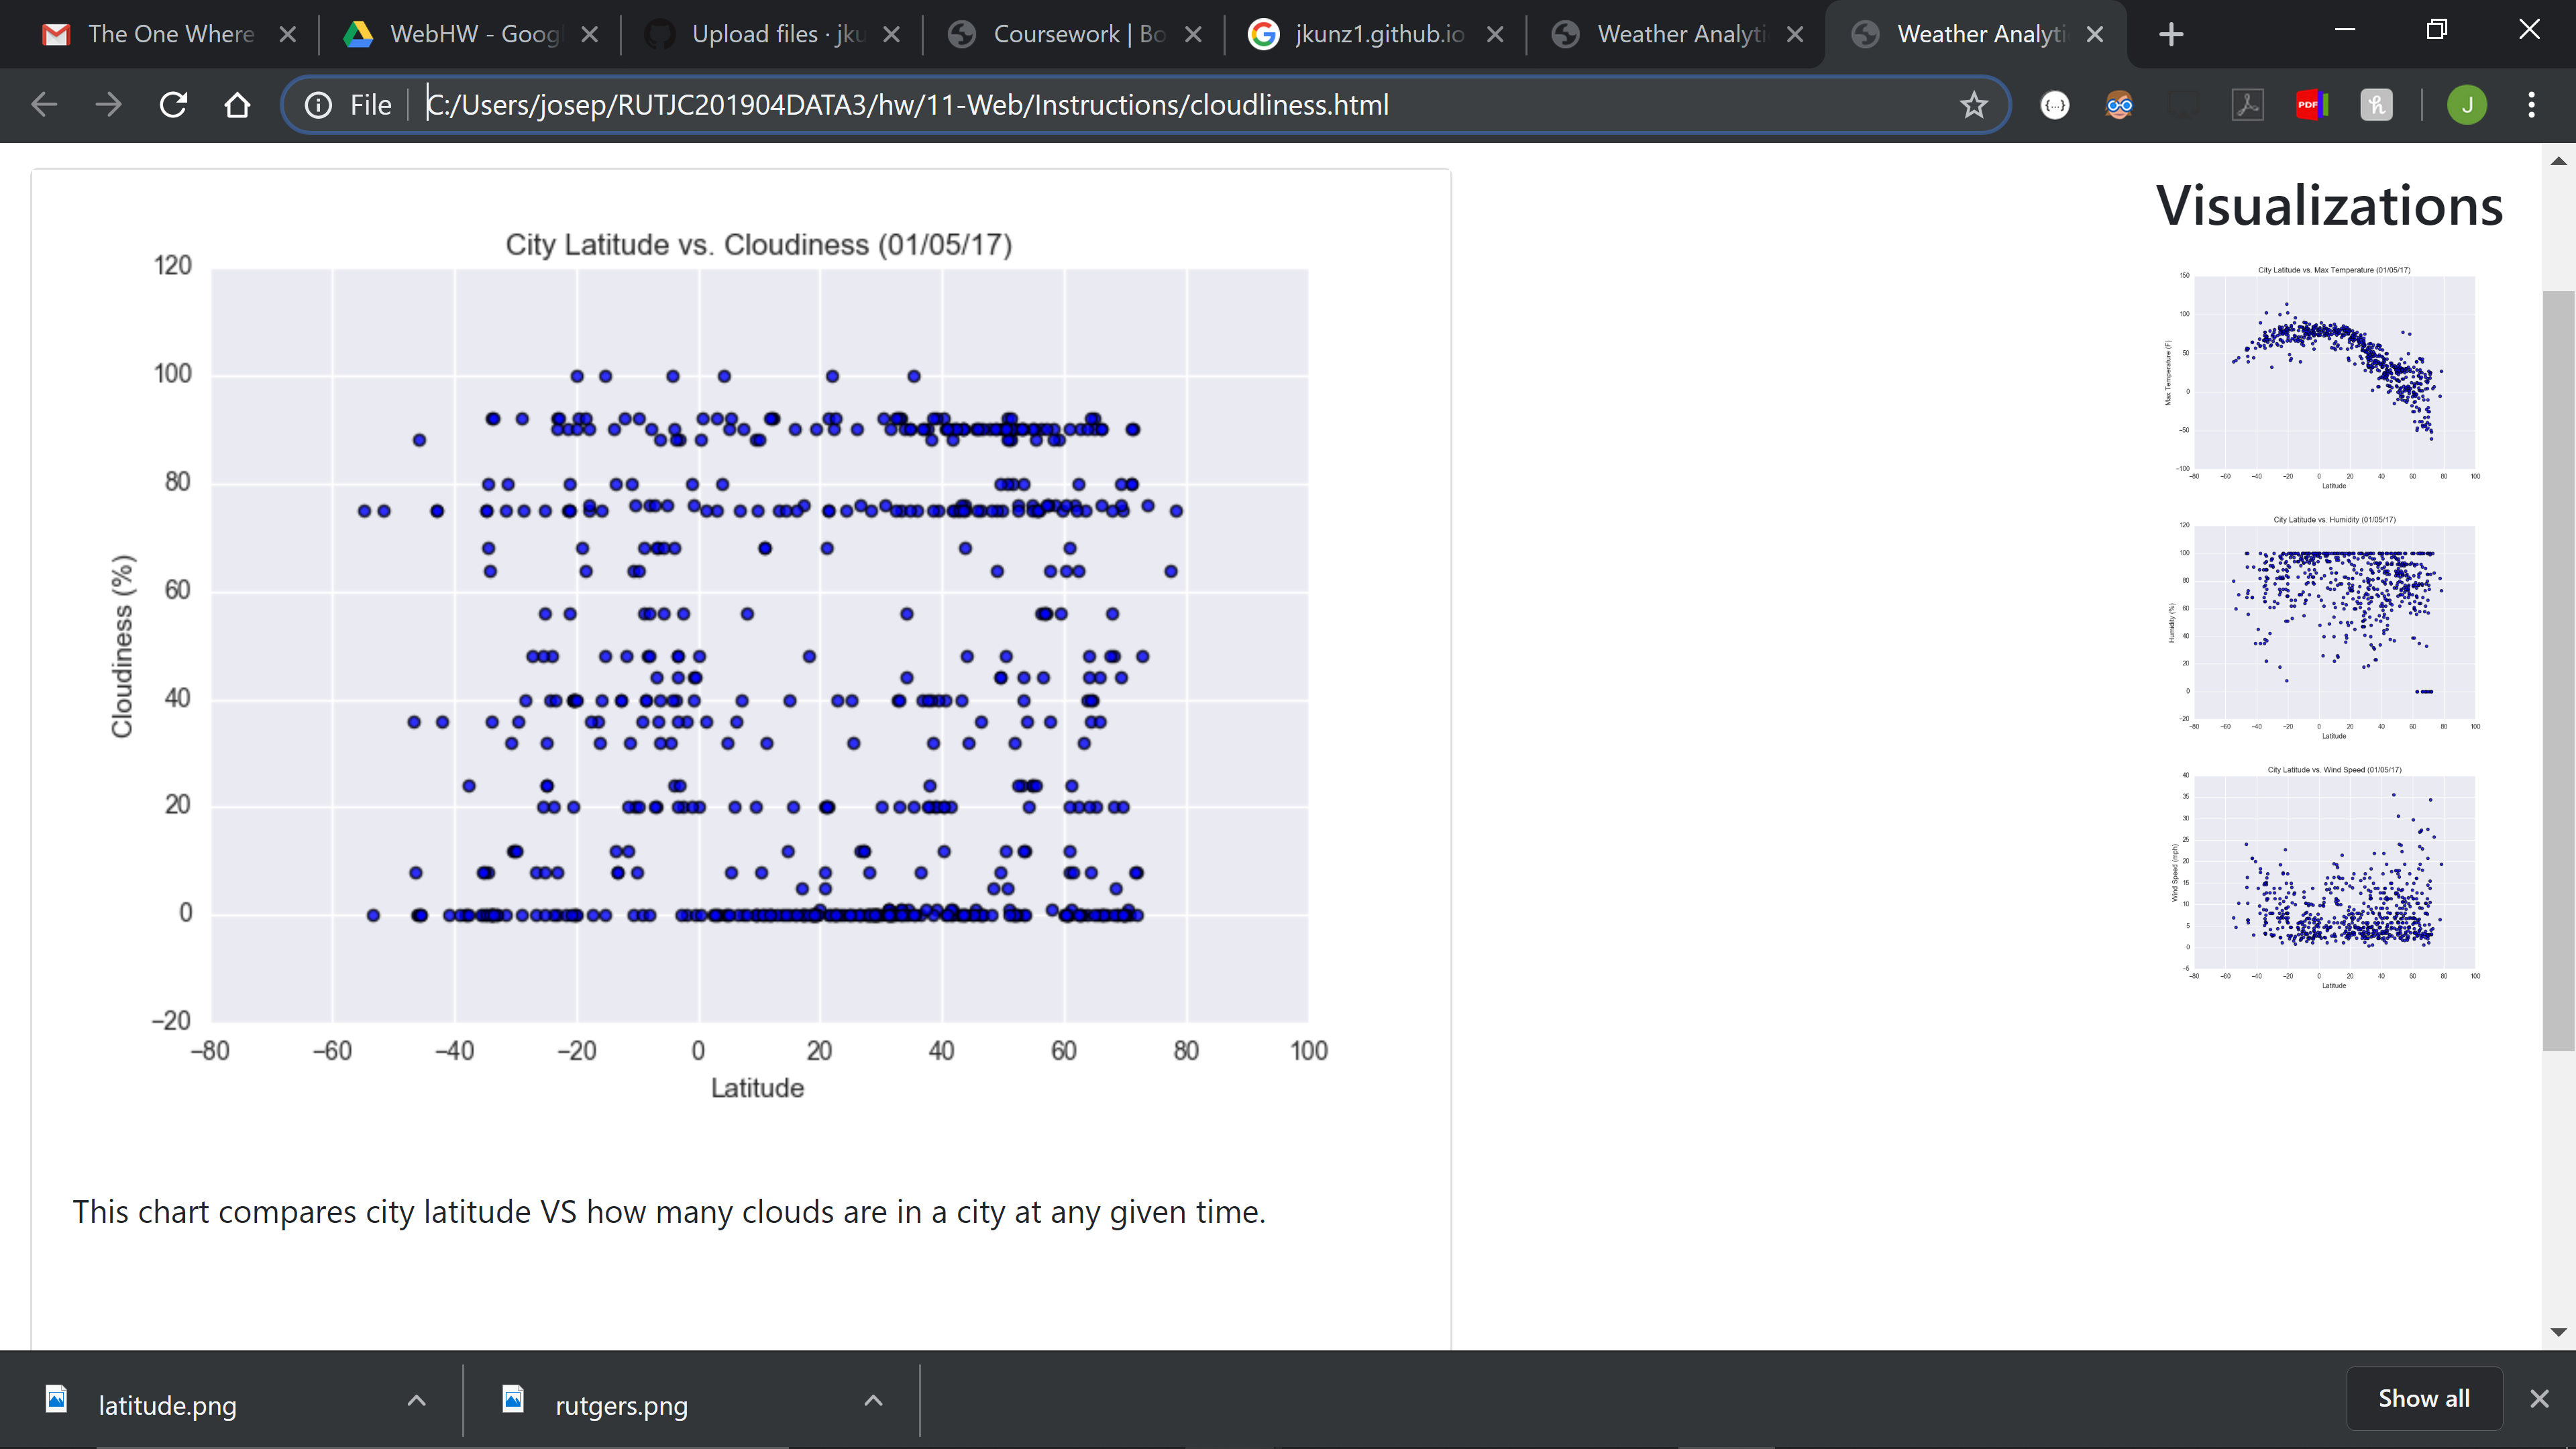 The One Where
WebHW - Goog
Upload files · jku
Coursework | Bo
jkunz1.github.io
Weather Analyti
Weather Analyti
File
C:/Users/josep/RUTJC201904DATA3/hw/11-Web/Instructions/cloudliness.html
PDF
J
City Latitude vs. Cloudiness (01/05/17)
120
100
80
60
40
20
0
−20
Cloudiness (%)
−80 −60 −40 −20 0 20 40 60 80 100
Latitude
This chart compares city latitude VS how many clouds are in a city at any given time.
Visualizations
City Latitude vs. Max Temperature (01/05/17)
150
100
50
0
−50
−100
Max Temperature (F)
−80 −60 −40 −20 0 20 40 60 80 100
Latitude
City Latitude vs. Humidity (01/05/17)
120
100
80
60
40
20
0
−20
Humidity (%)
−80 −60 −40 −20 0 20 40 60 80 100
Latitude
City Latitude vs. Wind Speed (01/05/17)
40
35
30
25
20
15
10
5
0
−5
Wind Speed (mph)
−80 −60 −40 −20 0 20 40 60 80 100
Latitude
latitude.png
rutgers.png
Show all